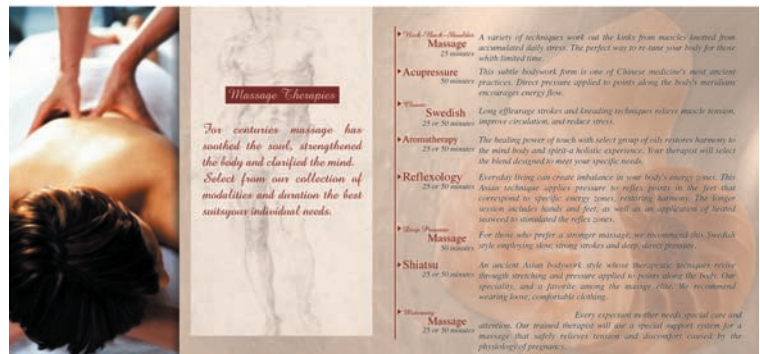 Massage Therapies
For centuries massage has
soothed the soul, strengthened
the body and clarified the mind.
Select from our collection of
modalities and duration the best
suitsyour individual needs.
Neck-Back-Shoulder
Massage
25 minutes
A variety of techniques work out the kinks from muscles knotted from
accumulated daily stress. The perfect way to re-tune your body for those
whith limited time.
Acupressure
50 minutes
This subtle bodywork form is one of Chinese medicine's most ancient
practices. Direct pressure applied to points along the body's meridians
encourages energy flow.
Classic
Swedish
25 or 50 minutes
Long effleurage strokes and kneading techniques relieve muscle tension,
improve circulation, and reduce stress.
Aromatherapy
25 or 50 minutes
The healing power of touch with select group of oils restores harmony to
the mind body and spirit-a holistic experience. Your therapist will select
the blend designed to meet your specific needs.
Reflexology
25 or 50 minutes
Everyday living can create imbalance in your body's energy zones. This
Asian technique applies pressure to reflex points in the feet that
correspond to specific energy zones, restoring harmony. The longer
session includes hands and feet, as well as an application of heated
seaweed to stimulated the reflex zones.
Deep Pressure
Massage
50 minutes
For those who prefer a stronger massage, we recommend this Swedish
style employing slow, strong strokes and deep, direct pressure.
Shiatsu
25 or 50 minutes
An ancient Asian bodywork style whose therapeutic tecniques revive
through stretching and pressure applied to points along the body. Our
speciality, and a favorite among the massge élite. We recommend
wearing loose, comfortable clothing.
Massage
25 or 50 minutes
Every expectant mother needs special care and
attention. Our trained therapist will use a special support system for a
massage that safely relieves tension and discomfort caused by the
physiology of pregnancy.